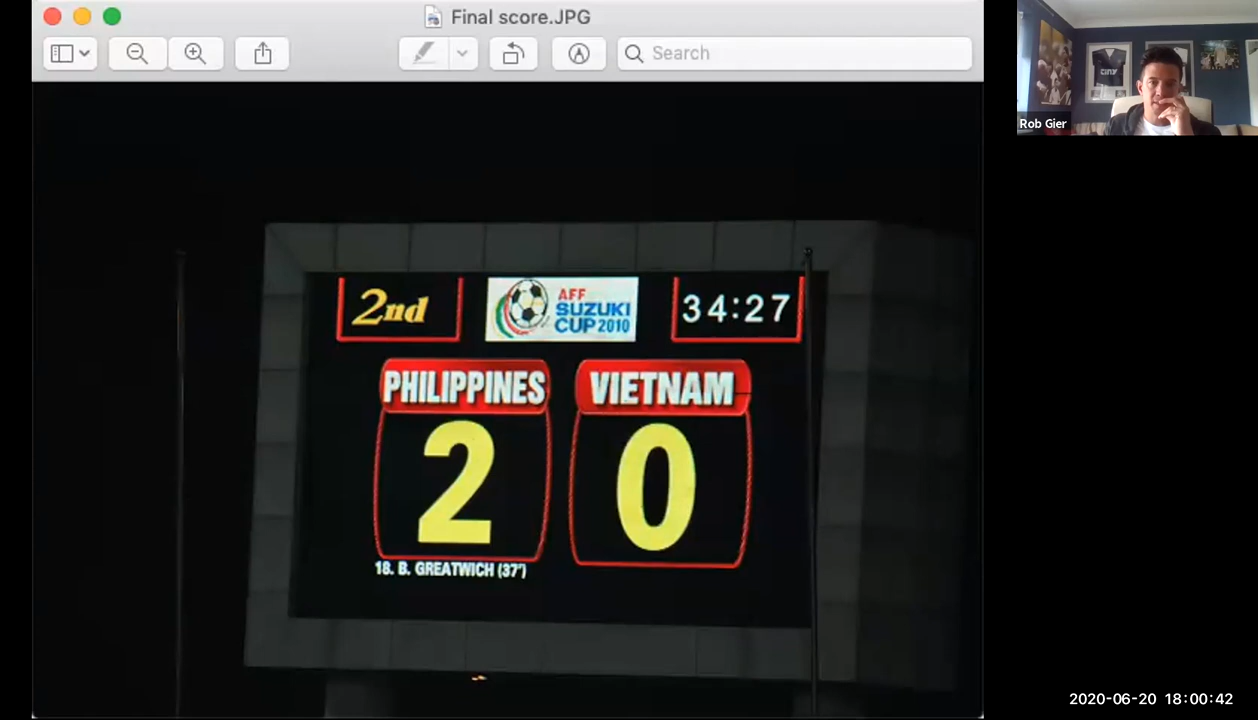 Final score.JPG
Search
Rob Gier
2nd
AFF
SUZUKI
CUP 2010
34:27
PHILIPPINES
VIETNAM
2
0
18. B. GREATWICH (37')
2020-06-20 18:00:42